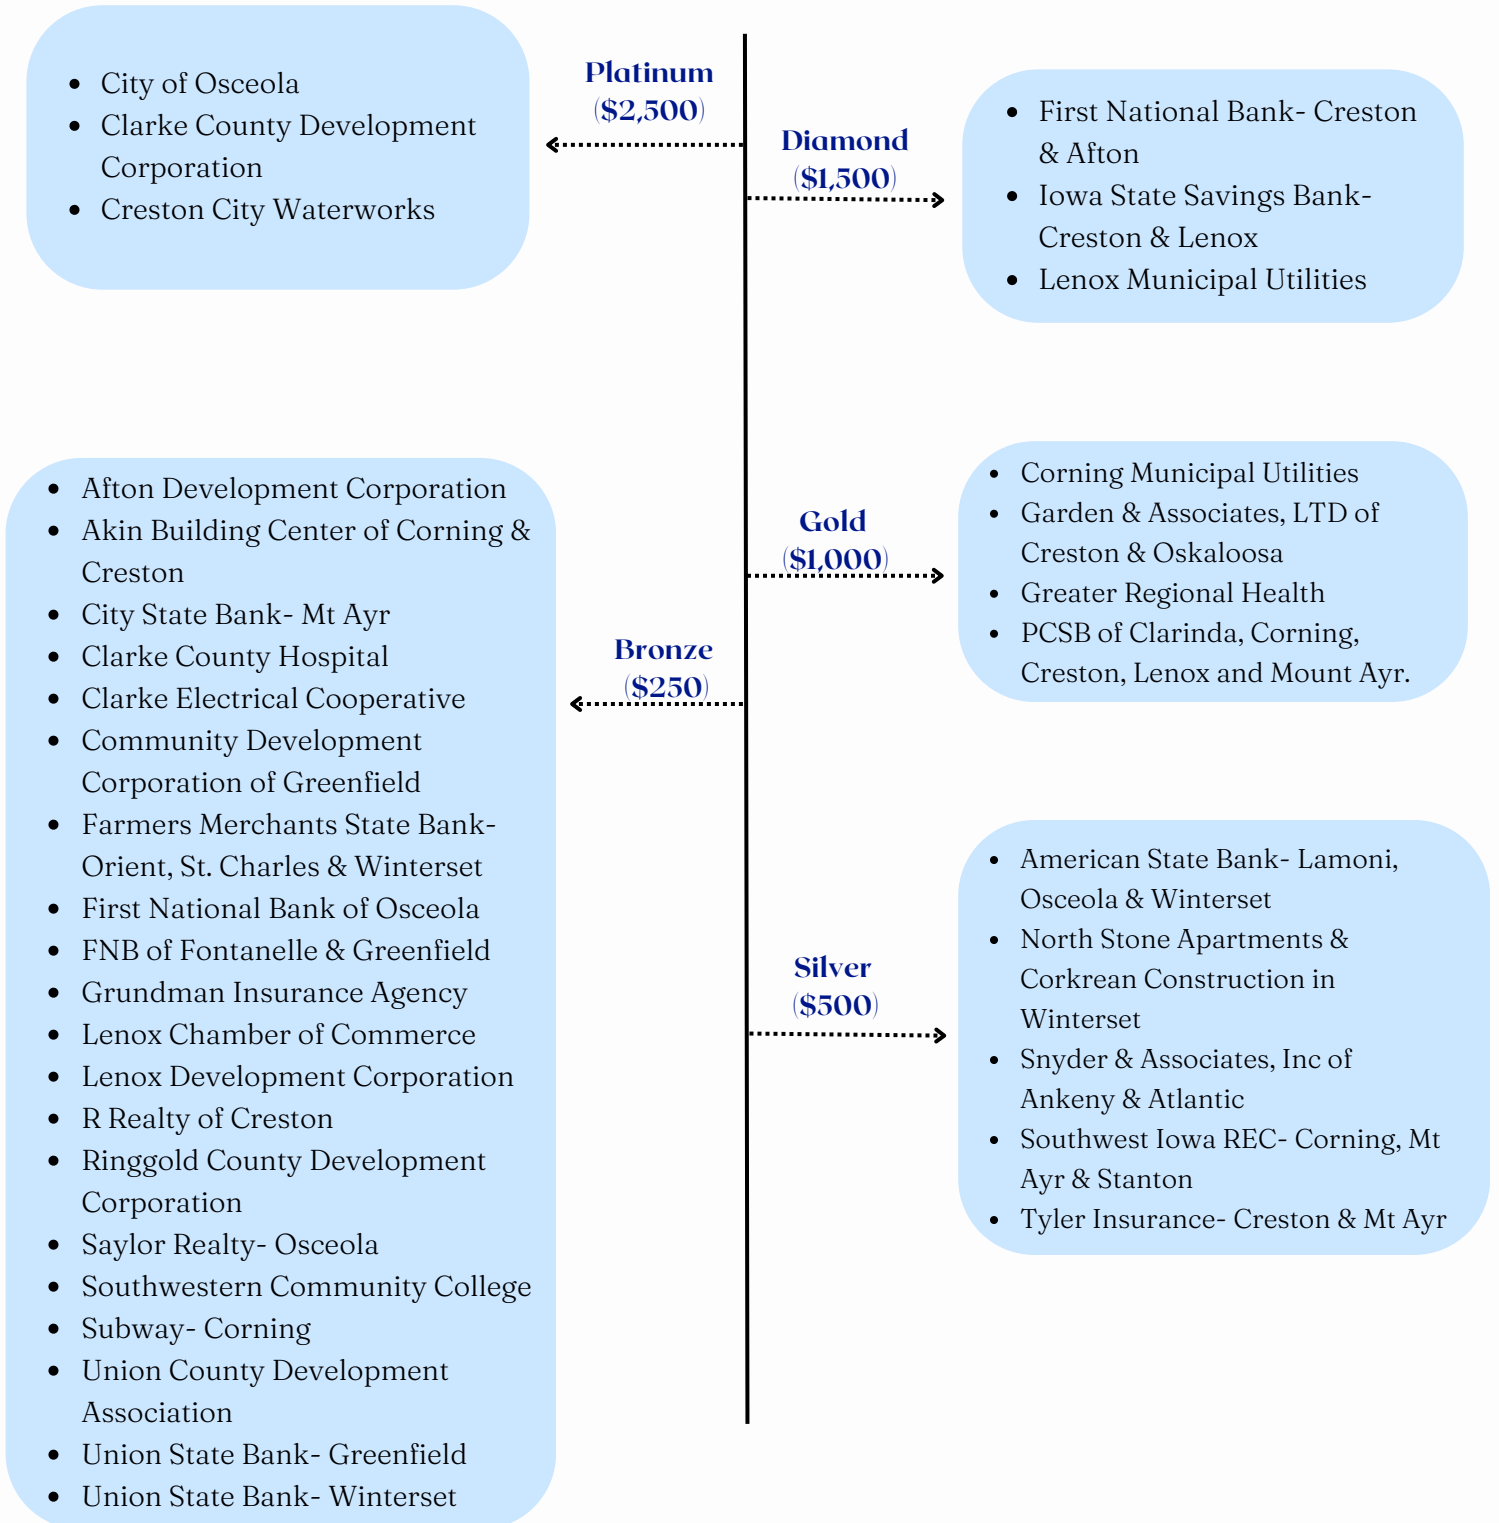 Platinum
($2,500)
• City of Osceola
• Clarke County Development
Corporation
• Creston City Waterworks
Diamond
($1,500)
• First National Bank- Creston
& Afton
• Iowa State Savings Bank-
Creston & Lenox
• Lenox Municipal Utilities
Gold
($1,000)
• Corning Municipal Utilities
• Garden & Associates, LTD of
Creston & Oskaloosa
• Greater Regional Health
• PCSB of Clarinda, Corning,
Creston, Lenox and Mount Ayr.
Bronze
($250)
• Afton Development Corporation
• Akin Building Center of Corning &
Creston
• City State Bank- Mt Ayr
• Clarke County Hospital
• Clarke Electrical Cooperative
• Community Development
Corporation of Greenfield
• Farmers Merchants State Bank-
Orient, St. Charles & Winterset
• First National Bank of Osceola
• FNB of Fontanelle & Greenfield
• Grundman Insurance Agency
• Lenox Chamber of Commerce
• Lenox Development Corporation
• R Realty of Creston
• Ringgold County Development
Corporation
• Saylor Realty- Osceola
• Southwestern Community College
• Subway- Corning
• Union County Development
Association
• Union State Bank- Greenfield
• Union State Bank- Winterset
Silver
($500)
• American State Bank- Lamoni,
Osceola & Winterset
• North Stone Apartments &
Corkrean Construction in
Winterset
• Snyder & Associates, Inc of
Ankeny & Atlantic
• Southwest Iowa REC- Corning, Mt
Ayr & Stanton
• Tyler Insurance- Creston & Mt Ayr